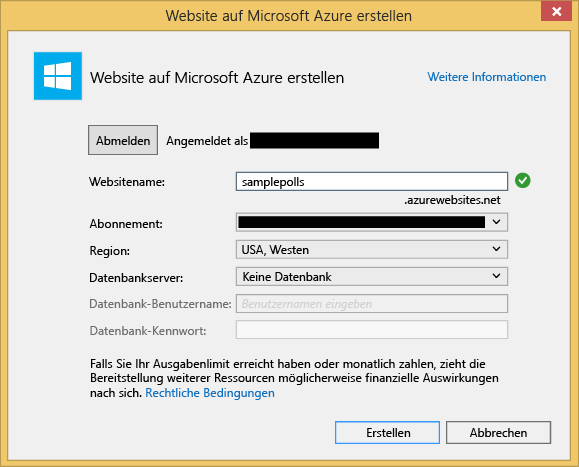 Website auf Microsoft Azure erstellen
Website auf Microsoft Azure erstellen
Weitere Informationen
Abmelden Angemeldet als
Websitename: samplepolls
.azurewebsites.net
Abonnement:
Region: USA, Westen
Datenbankserver: Keine Datenbank
Datenbank-Benutzername: Benutzernamen eingeben
Datenbank-Kennwort:
Falls Sie Ihr Ausgabenlimit erreicht haben oder monatlich zahlen, zieht die
Bereitstellung weiterer Ressourcen möglicherweise finanzielle Auswirkungen
nach sich. Rechtliche Bedingungen
Erstellen Abbrechen